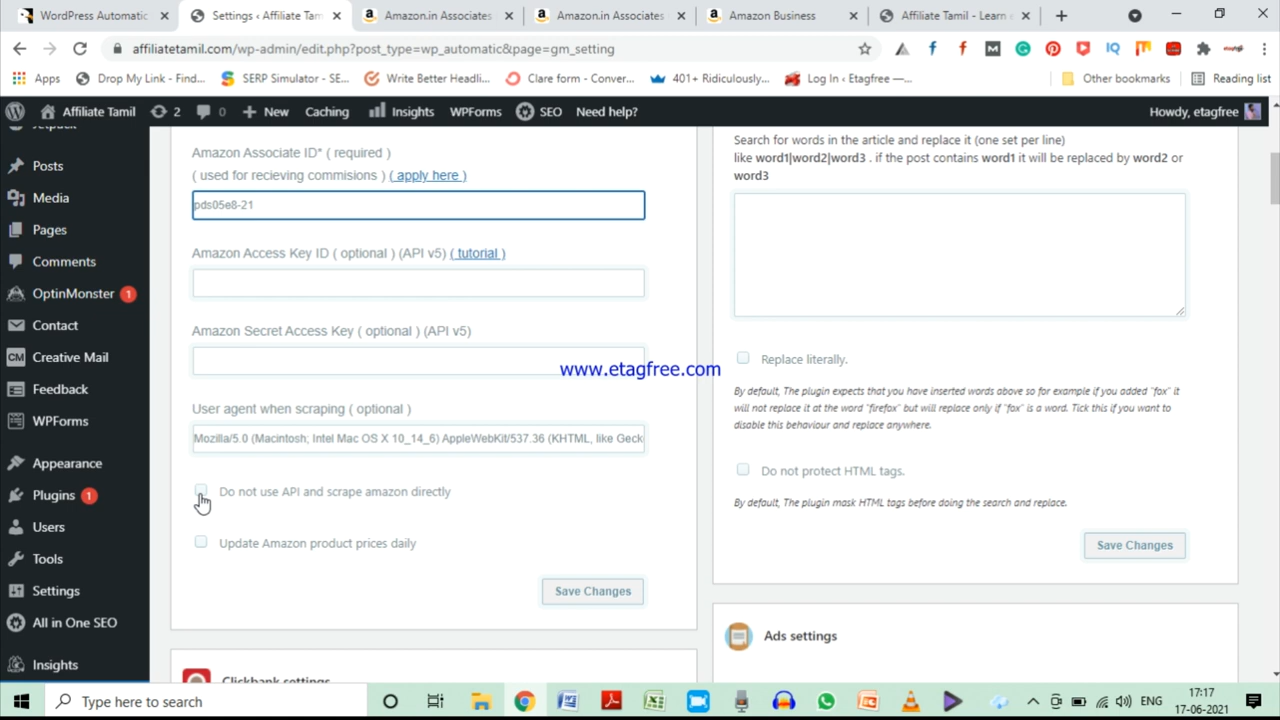 WordPress Automatic
Settings ‹ Affiliate Tam
Amazon.in Associates
Amazon.in Associates
Amazon Business
Affiliate Tamil - Learn
affiliatetamil.com/wp-admin/edit.php?post_type=wp_automatic&page=gm_setting
Apps
Drop My Link - Find...
SERP Simulator - SE...
Write Better Headli...
Clare form - Conver...
401+ Ridiculously...
Log In ‹ Etagfree —...
Other bookmarks
Reading list
Affiliate Tamil
2
0
New
Caching
Insights
WPForms
SEO
Need help?
Howdy, etagfree
Jetpack
Posts
Media
Pages
Comments
OptinMonster 1
Contact
CM Creative Mail
Feedback
WPForms
Appearance
Plugins 1
Users
Tools
Settings
All in One SEO
Insights
Amazon Associate ID* ( required )
( used for recieving commisions ) ( apply here )
pds05e8-21
Amazon Access Key ID ( optional ) (API v5) ( tutorial )
Amazon Secret Access Key ( optional ) (API v5)
User agent when scraping ( optional )
Mozilla/5.0 (Macintosh; Intel Mac OS X 10_14_6) AppleWebKit/537.36 (KHTML, like Geck
Do not use API and scrape amazon directly
Update Amazon product prices daily
Save Changes
Clickbank settings
www.etagfree.com
Search for words in the article and replace it (one set per line)
like word1|word2|word3 . if the post contains word1 it will be replaced by word2 or
word3
Replace literally.
By default, The plugin expects that you have inserted words above so for example if you added "fox" it
will not replace it at the word "firefox" but will replace only if "fox" is a word. Tick this if you want to
disable this behaviour and replace anywhere.
Do not protect HTML tags.
By default, The plugin mask HTML tags before doing the search and replace.
Save Changes
Ads settings
Type here to search
ENG
17:17
17-06-2021